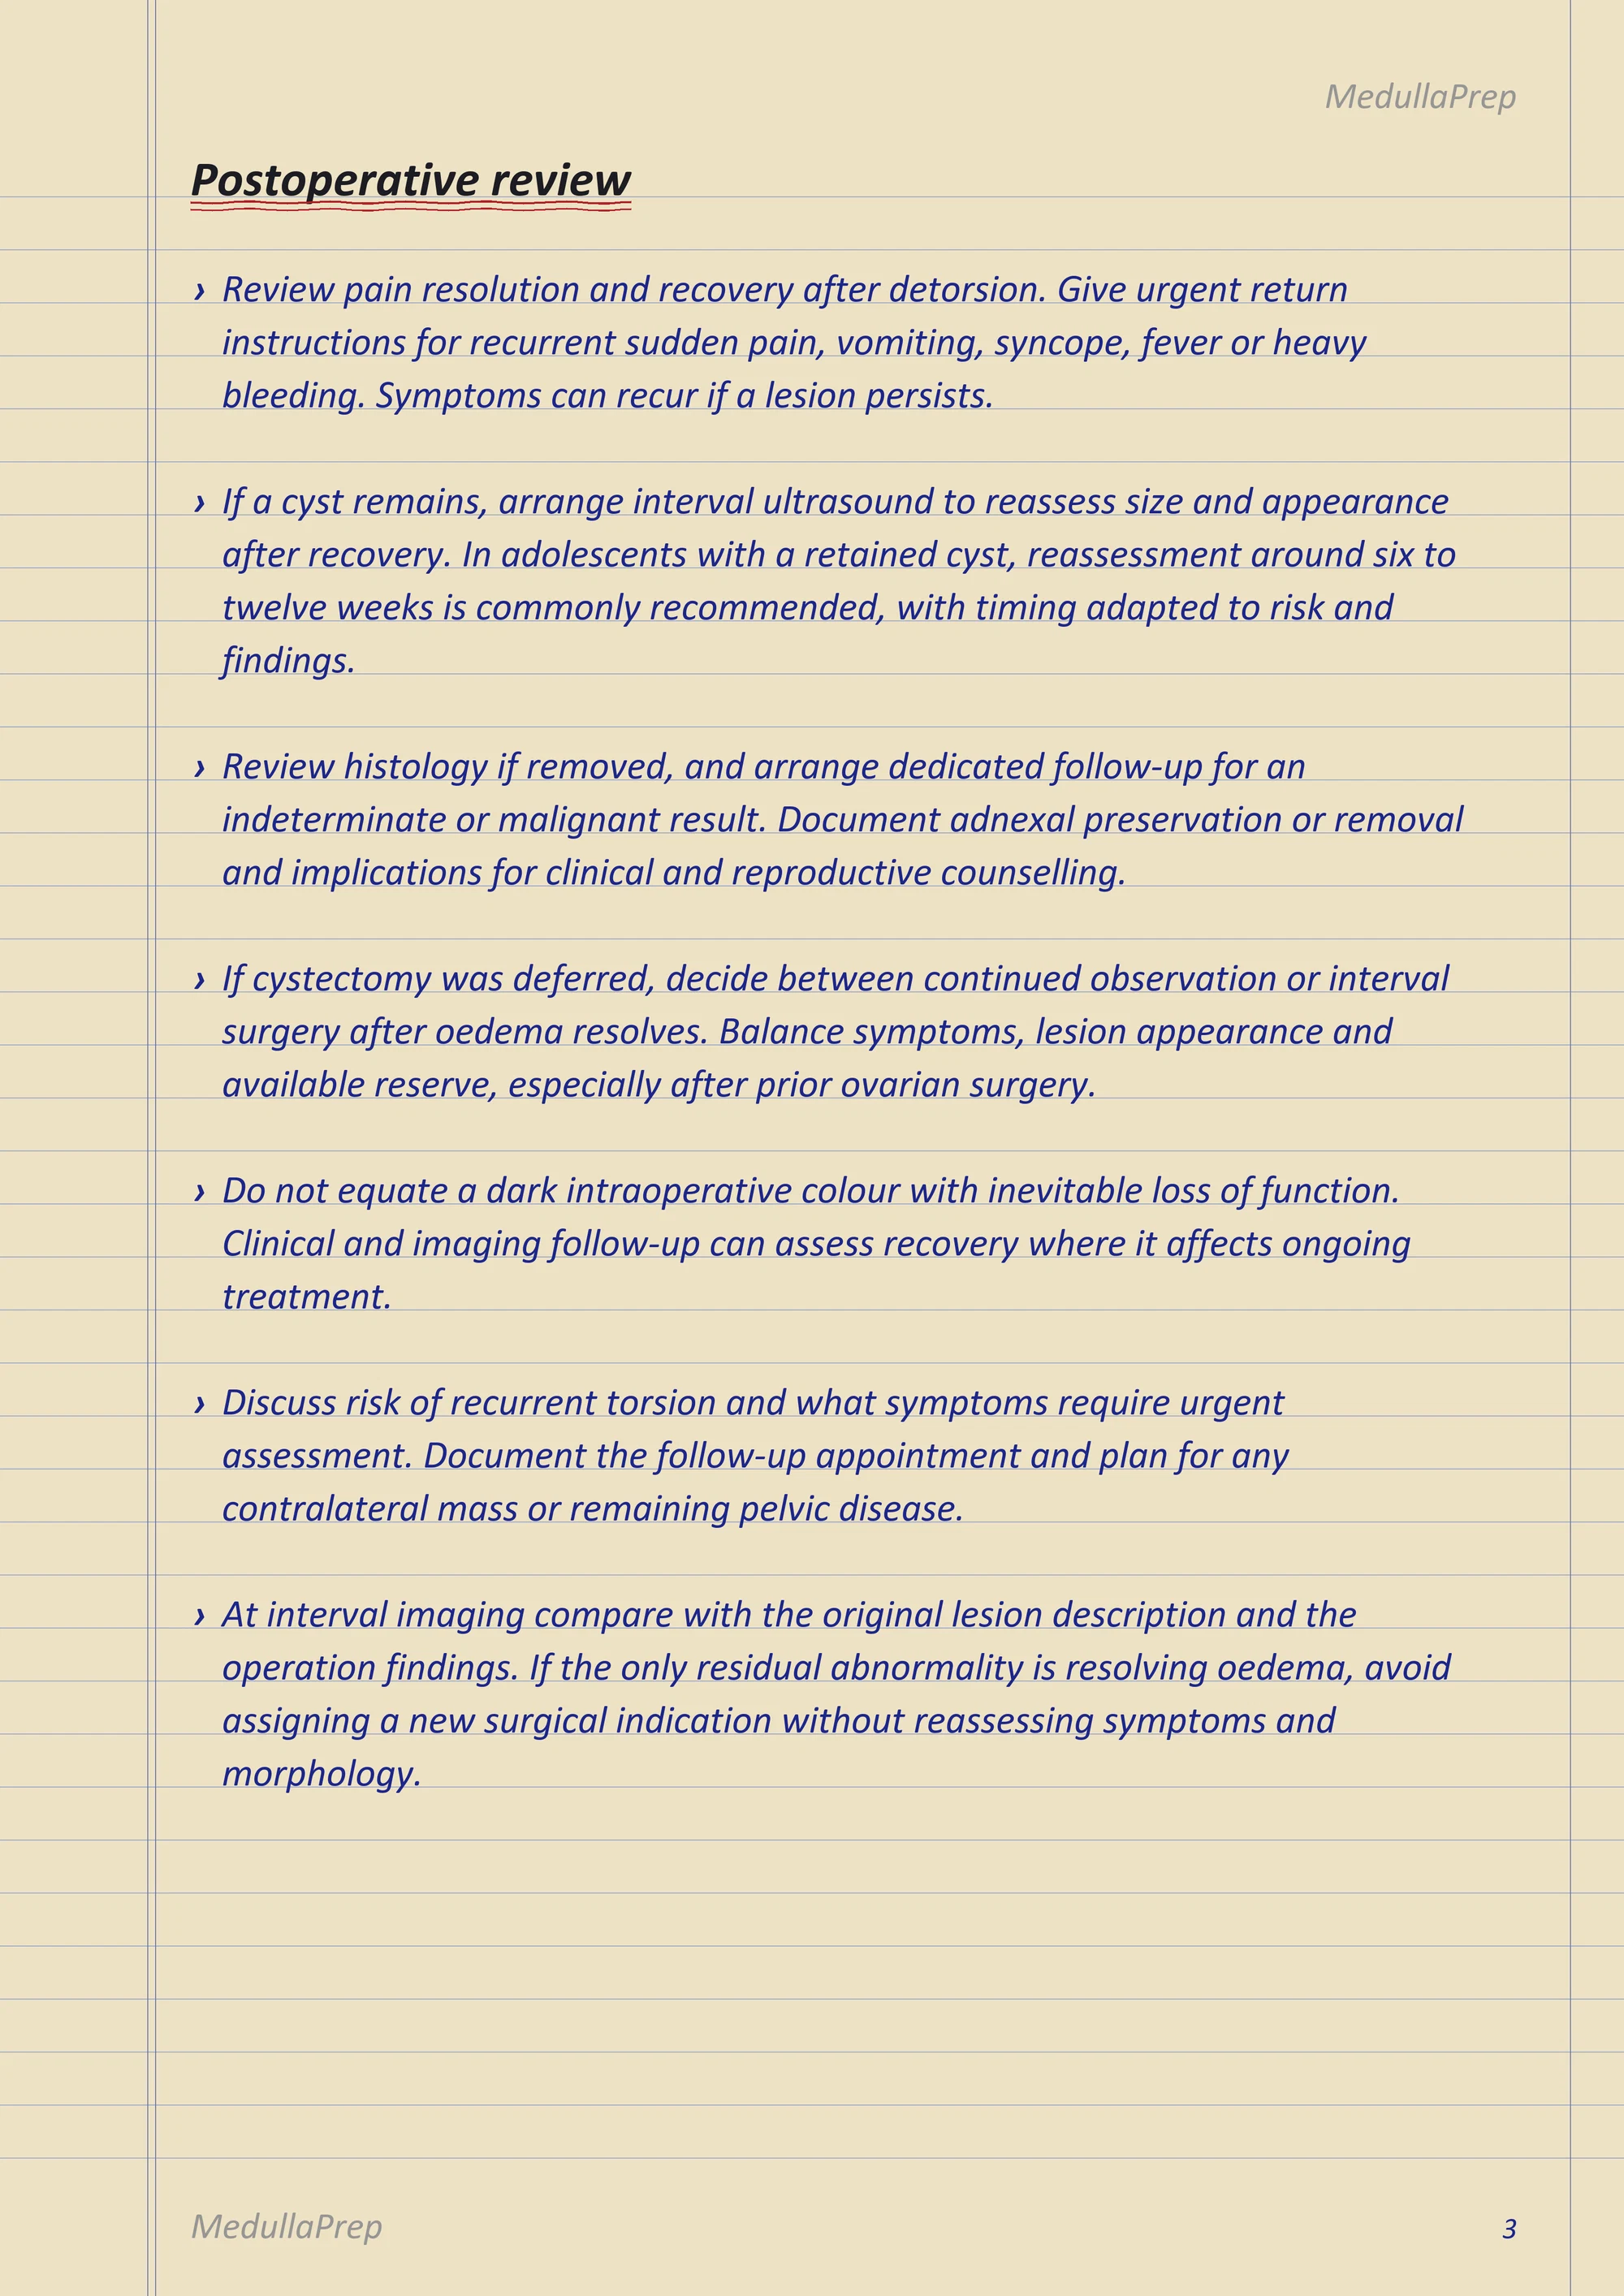 MedullaPrep
Postoperative review
› Review pain resolution and recovery after detorsion. Give urgent return
instructions for recurrent sudden pain, vomiting, syncope, fever or heavy
bleeding. Symptoms can recur if a lesion persists.
› If a cyst remains, arrange interval ultrasound to reassess size and appearance
after recovery. In adolescents with a retained cyst, reassessment around six to
twelve weeks is commonly recommended, with timing adapted to risk and
findings.
› Review histology if removed, and arrange dedicated follow-up for an
indeterminate or malignant result. Document adnexal preservation or removal
and implications for clinical and reproductive counselling.
› If cystectomy was deferred, decide between continued observation or interval
surgery after oedema resolves. Balance symptoms, lesion appearance and
available reserve, especially after prior ovarian surgery.
› Do not equate a dark intraoperative colour with inevitable loss of function.
Clinical and imaging follow-up can assess recovery where it affects ongoing
treatment.
› Discuss risk of recurrent torsion and what symptoms require urgent
assessment. Document the follow-up appointment and plan for any
contralateral mass or remaining pelvic disease.
› At interval imaging compare with the original lesion description and the
operation findings. If the only residual abnormality is resolving oedema, avoid
assigning a new surgical indication without reassessing symptoms and
morphology.
MedullaPrep
3